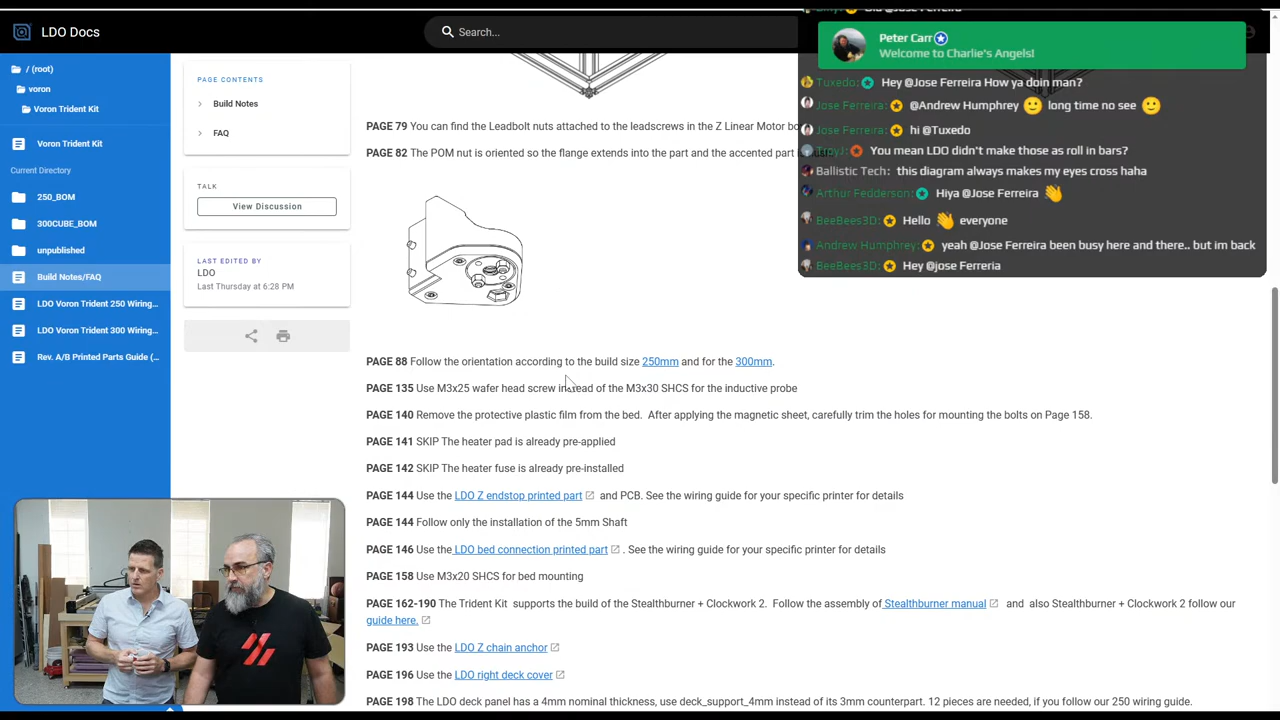 LDO Docs
Search...
/ (root)
voron
Voron Trident Kit
Voron Trident Kit
Current Directory
250_BOM
300CUBE_BOM
unpublished
Build Notes/FAQ
LDO Voron Trident 250 Wiring...
LDO Voron Trident 300 Wiring...
Rev. A/B Printed Parts Guide (...
PAGE CONTENTS
Build Notes
FAQ
TALK
View Discussion
LAST EDITED BY
LDO
Last Thursday at 6:28 PM
PAGE 79 You can find the Leadbolt nuts attached to the leadscrews in the Z Linear Motor bo
PAGE 82 The POM nut is oriented so the flange extends into the part and the accented part
PAGE 88 Follow the orientation according to the build size 250mm and for the 300mm.
PAGE 135 Use M3x25 wafer head screw instead of the M3x30 SHCS for the inductive probe
PAGE 140 Remove the protective plastic film from the bed. After applying the magnetic sheet, carefully trim the holes for mounting the bolts on Page 158.
PAGE 141 SKIP The heater pad is already pre-applied
PAGE 142 SKIP The heater fuse is already pre-installed
PAGE 144 Use the LDO Z endstop printed part and PCB. See the wiring guide for your specific printer for details
PAGE 144 Follow only the installation of the 5mm Shaft
PAGE 146 Use the LDO bed connection printed part . See the wiring guide for your specific printer for details
PAGE 158 Use M3x20 SHCS for bed mounting
PAGE 162-190 The Trident Kit supports the build of the Stealthburner + Clockwork 2. Follow the assembly of Stealthburner manual and also Stealthburner + Clockwork 2 follow our
guide here.
PAGE 193 Use the LDO Z chain anchor
PAGE 196 Use the LDO right deck cover
PAGE 198 The LDO deck panel has a 4mm nominal thickness, use deck_support_4mm instead of its 3mm counterpart. 12 pieces are needed, if you follow our 250 wiring guide.
Peter Carr
Welcome to Charlie's Angels!
Tuxedo: Hey @Jose Ferreira How ya doin man?
Jose Ferreira: @Andrew Humphrey long time no see
Jose Ferreira: hi @Tuxedo
TroyJ: You mean LDO didn't make those as roll in bars?
Ballistic Tech: this diagram always makes my eyes cross haha
Arthur Fedderson: Hiya @Jose Ferreira
BeeBees3D: Hello everyone
Andrew Humphrey: yeah @Jose Ferreira been busy here and there.. but im back
BeeBees3D: Hey @jose Ferreria